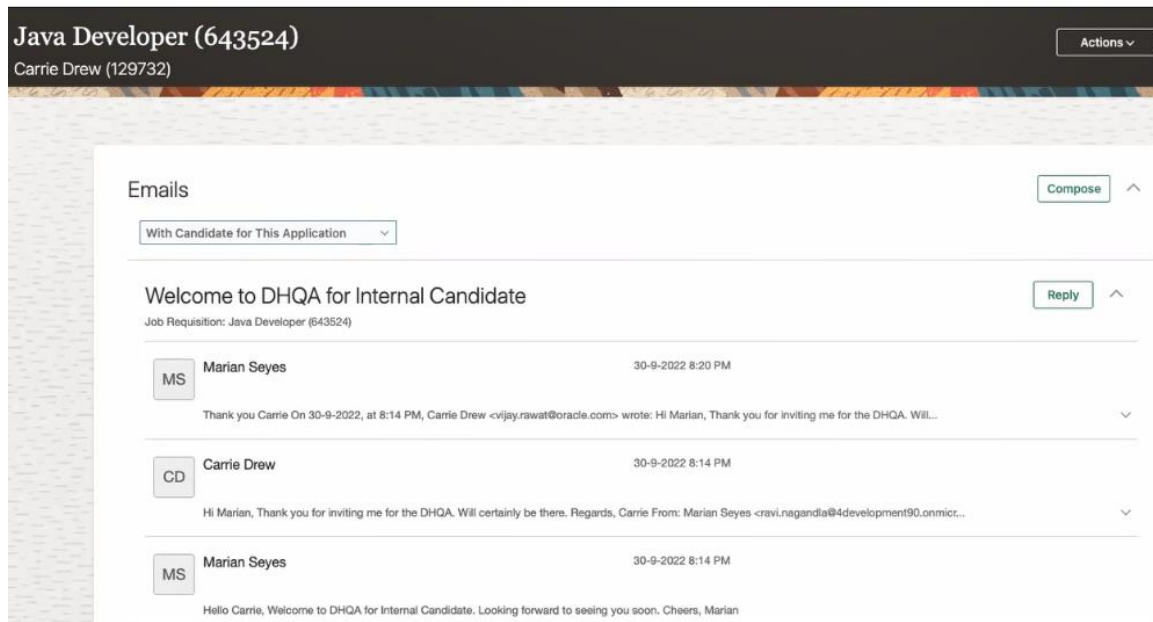 Java Developer (643524)
Actions
Carrie Drew (129732)
Emails
Compose
With Candidate for This Application
Welcome to DHQA for Internal Candidate
Reply
Job Requisition: Java Developer (643524)
MS
Marian Seyes
30-9-2022 8:20 PM
Thank you Carrie On 30-9-2022, at 8:14 PM, Carrie Drew <vijay.rawat@oracle.com> wrote: Hi Marian, Thank you for inviting me for the DHQA. Will...
CD
Carrie Drew
30-9-2022 8:14 PM
Hi Marian, Thank you for inviting me for the DHQA. Will certainly be there. Regards, Carrie From: Marian Seyes <ravi.nagandla@4development90.onmicr...
MS
Marian Seyes
30-9-2022 8:14 PM
Hello Carrie, Welcome to DHQA for Internal Candidate. Looking forward to seeing you soon. Cheers, Marian